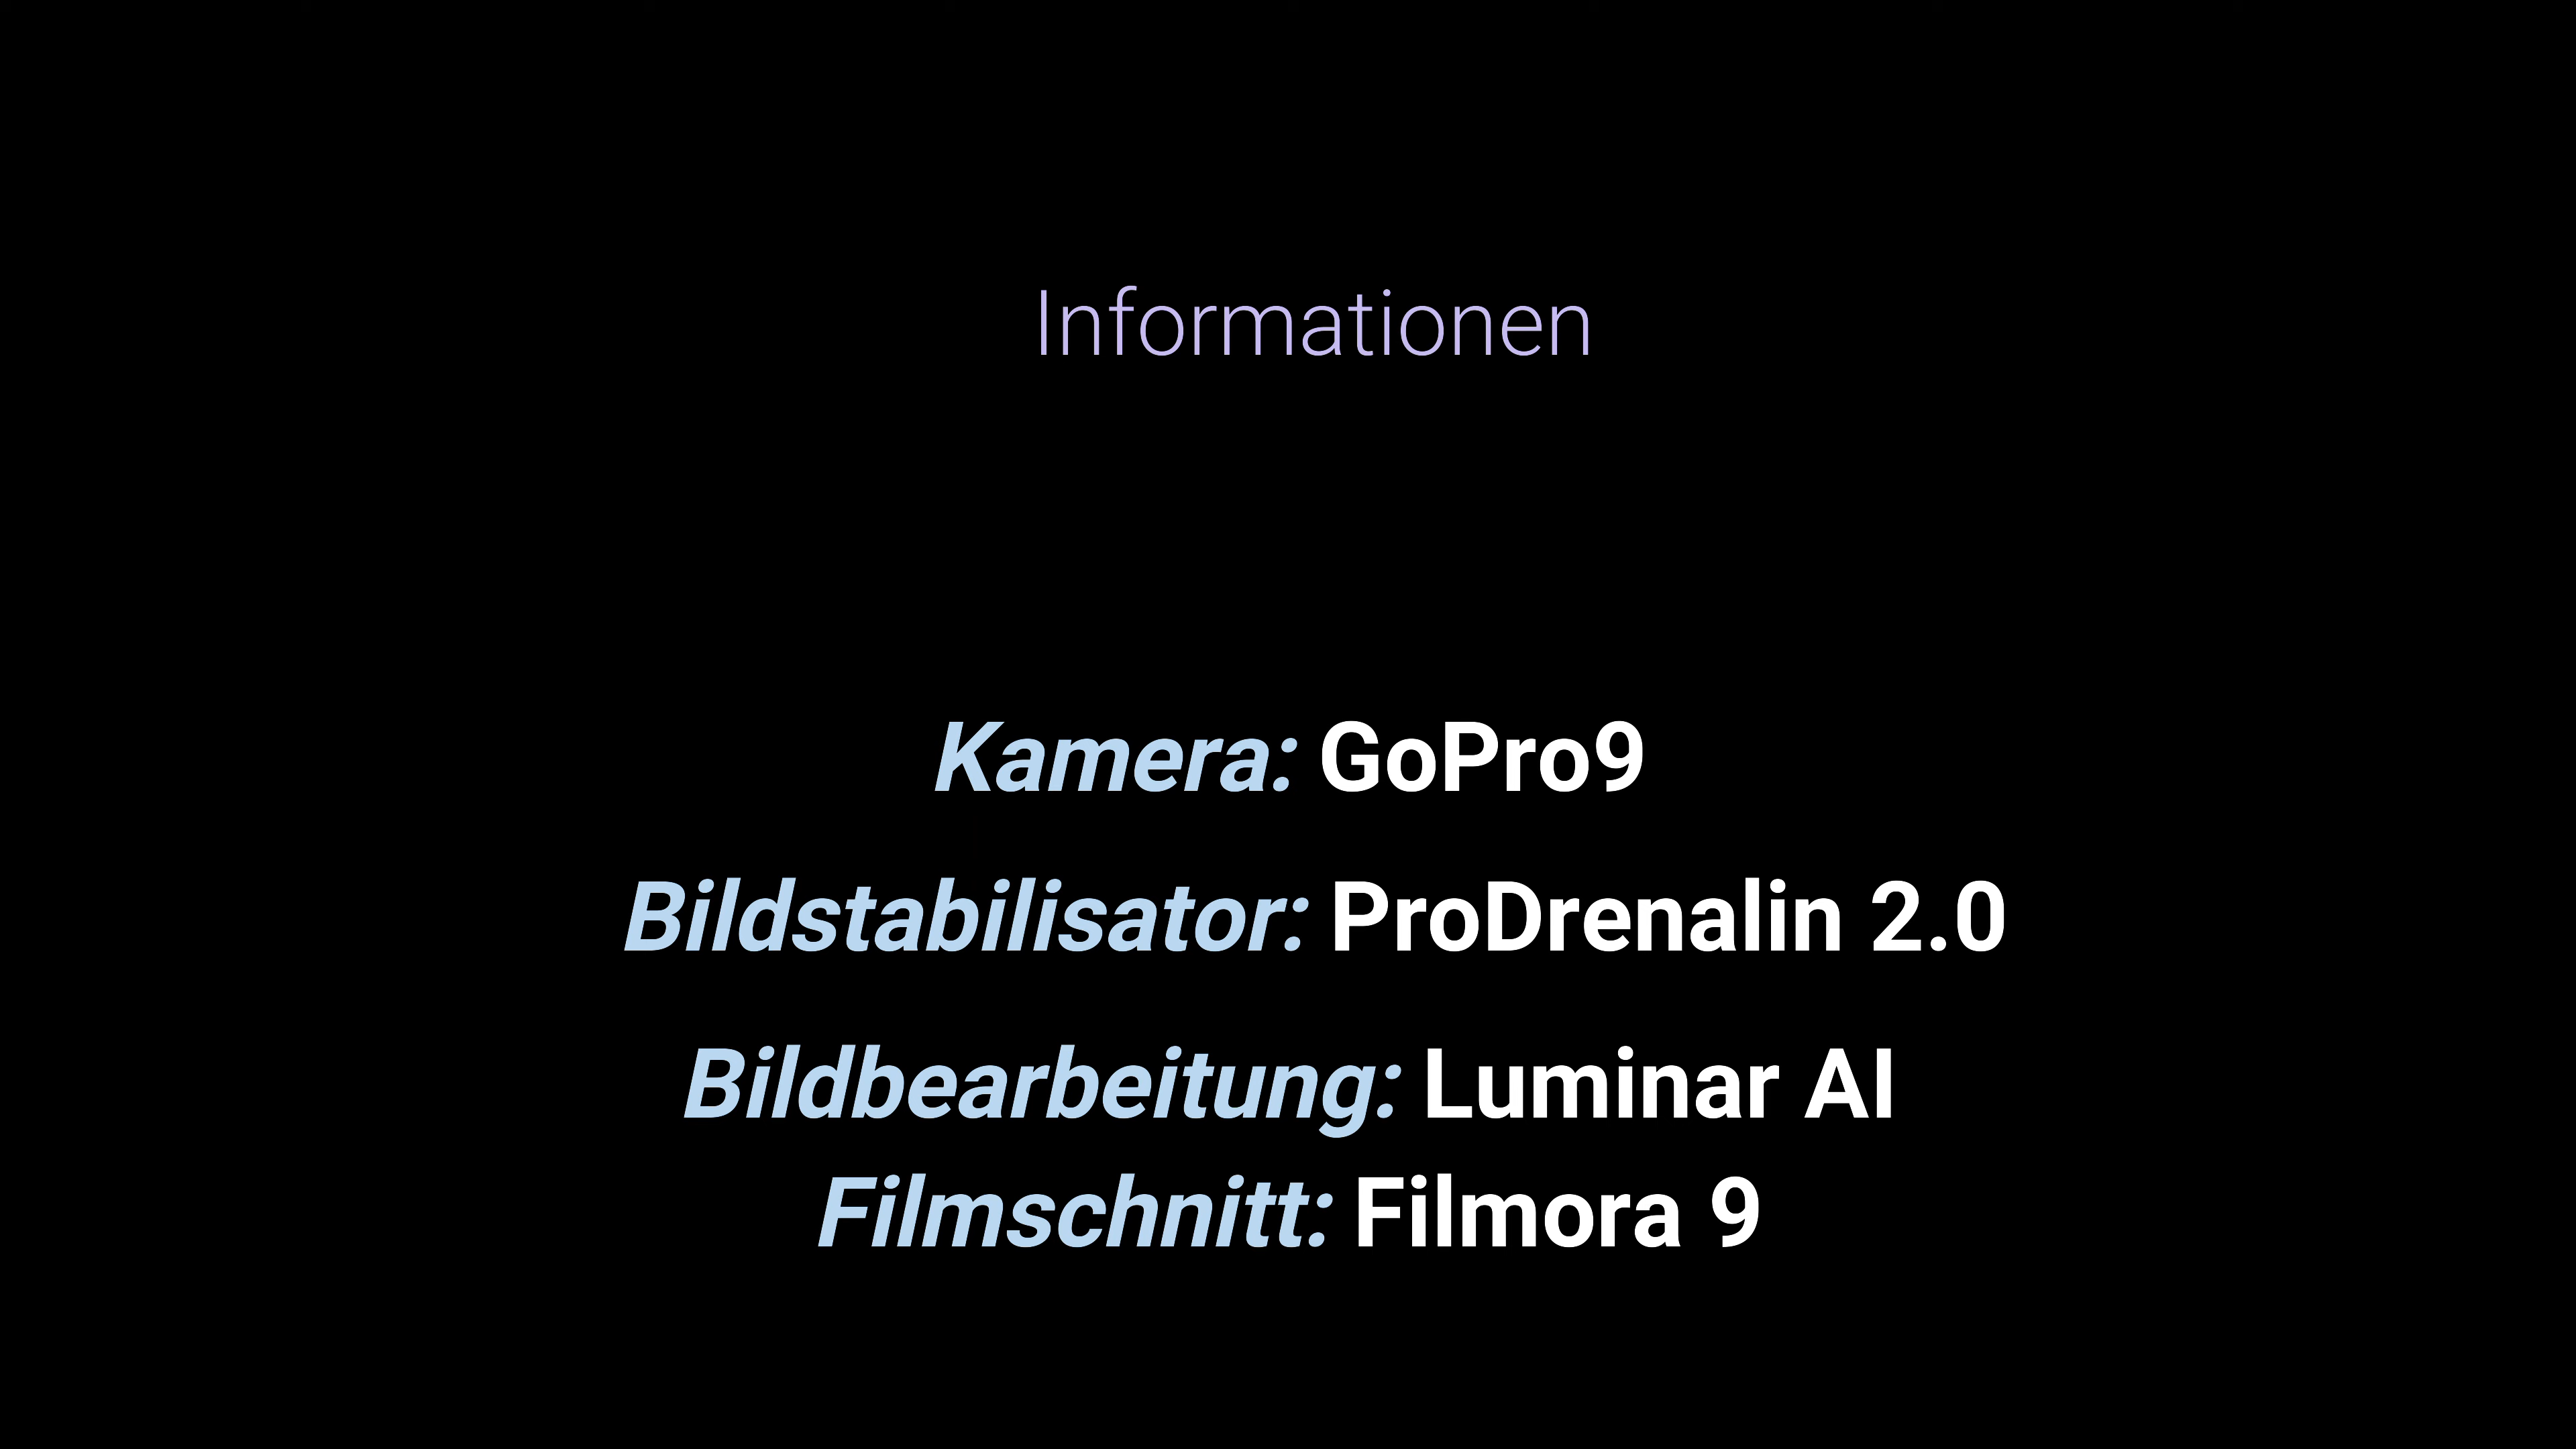 Informationen
Kamera: GoPro9
Bildstabilisator: ProDrenalin 2.0
Bildbearbeitung: Luminar AI
Filmschnitt: Filmora 9